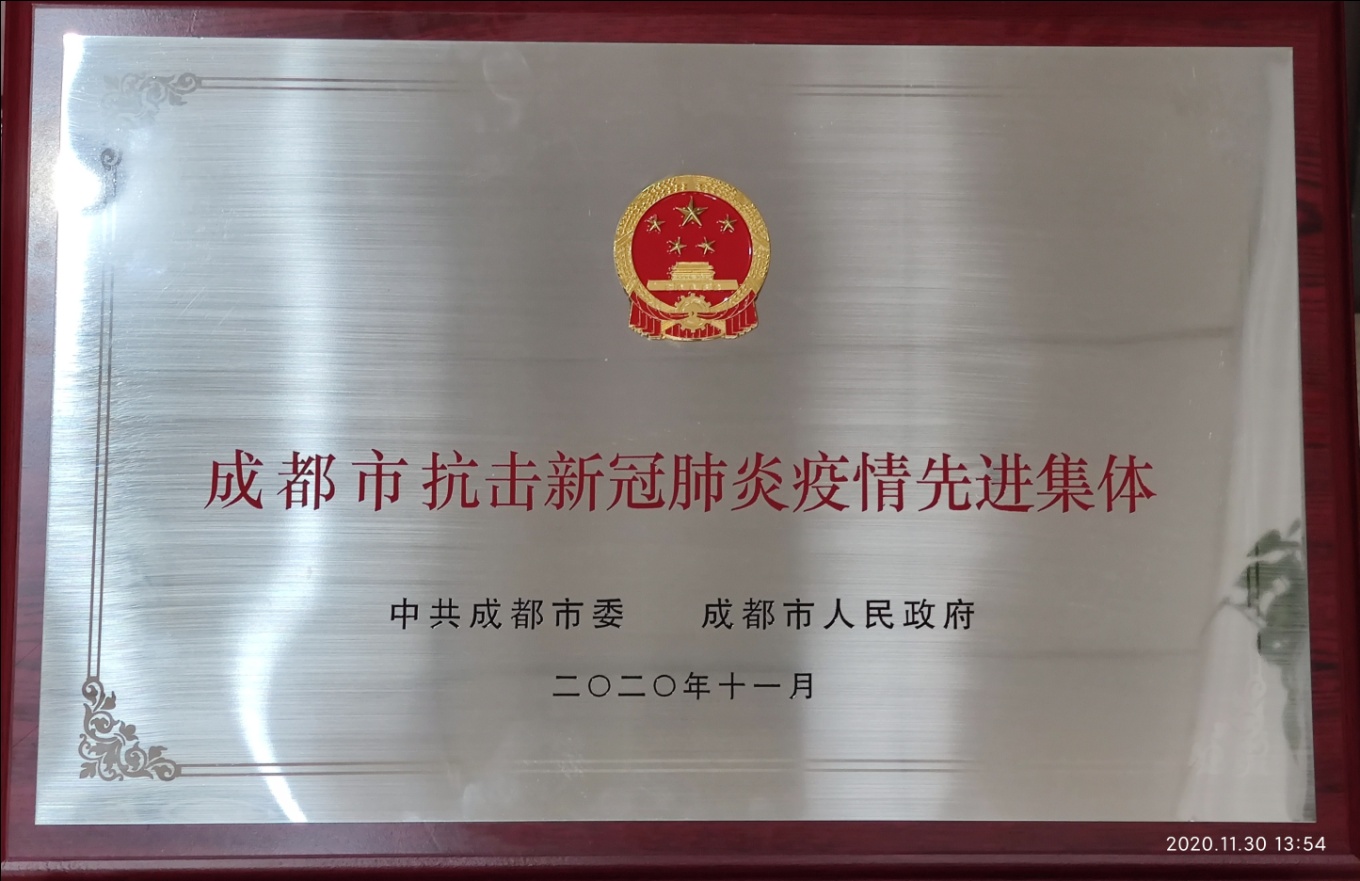 成都市抗击新冠肺炎疫情先进集体
中共成都市委 成都市人民政府
二〇二〇年十一月
2020.11.30 13:54